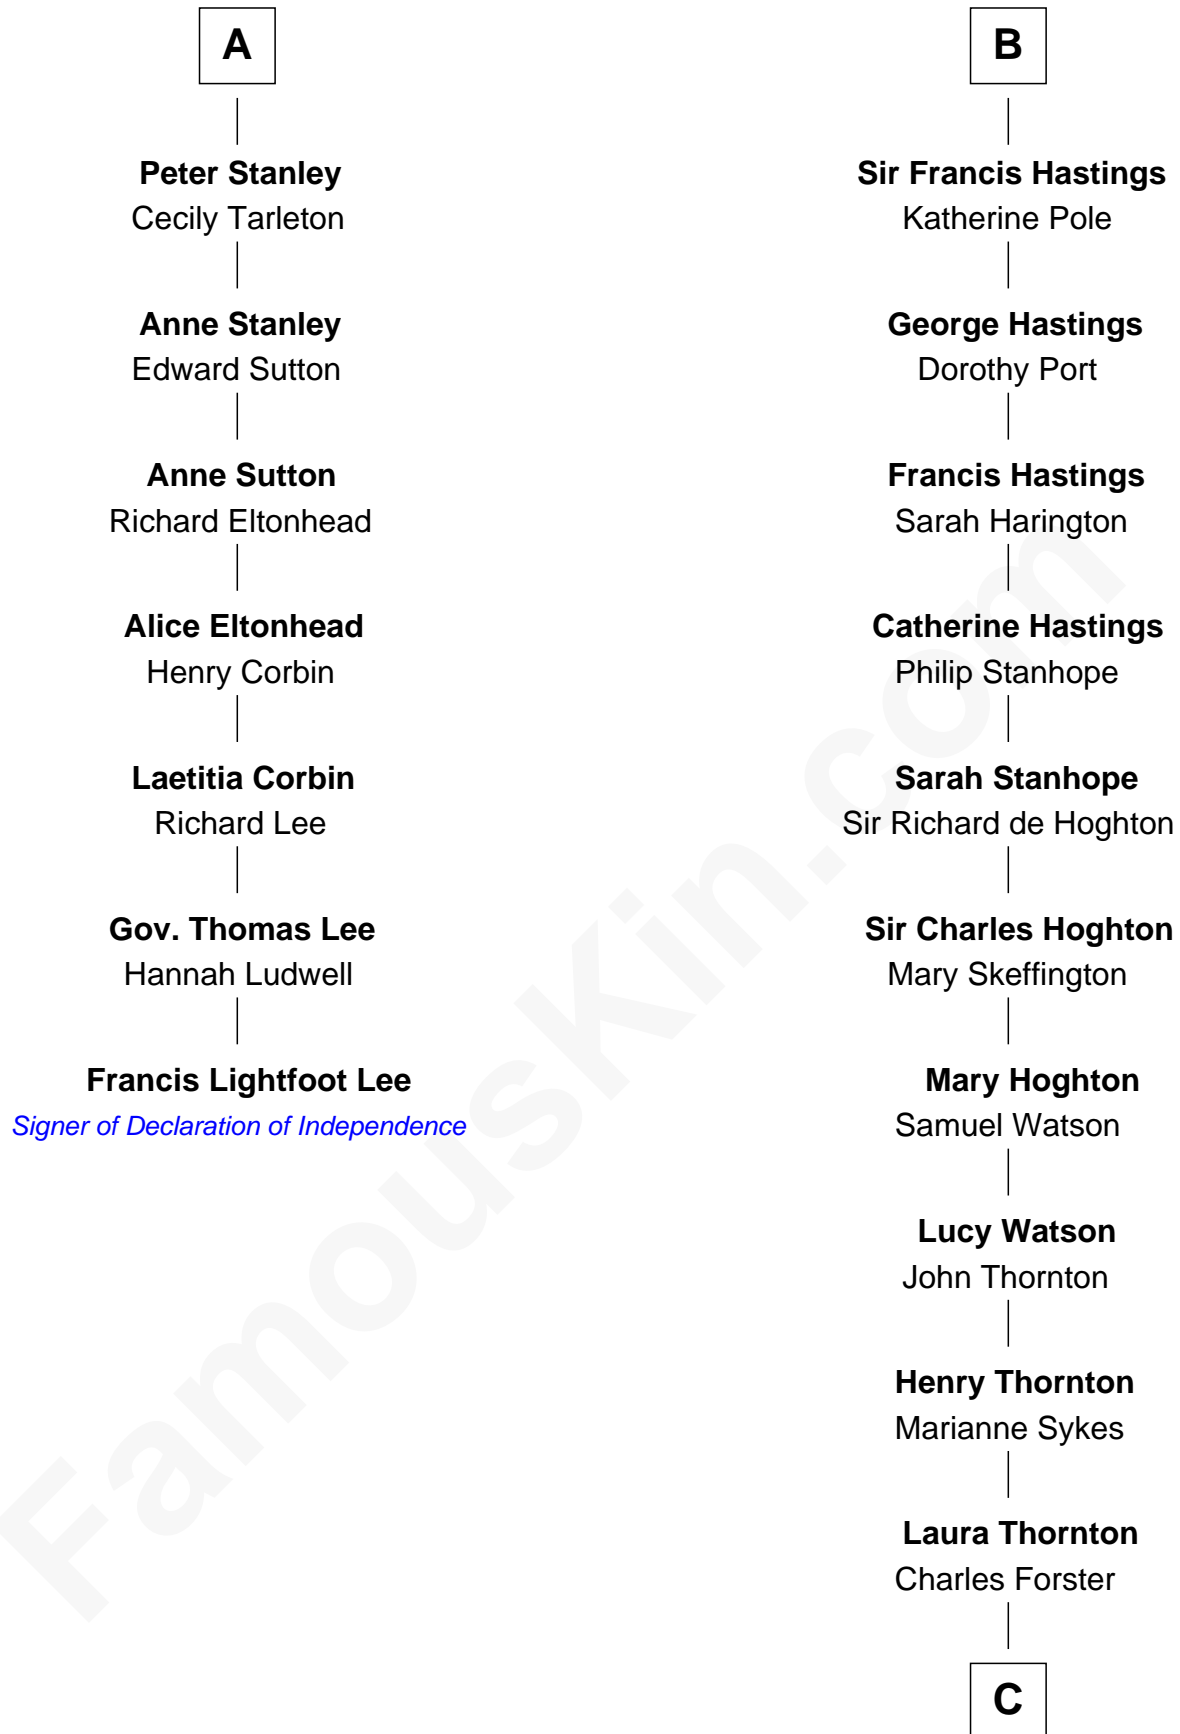 A
Peter Stanley
Cecily Tarleton
Anne Stanley
Edward Sutton
Anne Sutton
Richard Eltonhead
Alice Eltonhead
Henry Corbin
Laetitia Corbin
Richard Lee
Gov. Thomas Lee
Hannah Ludwell
Francis Lightfoot Lee
Signer of Declaration of Independence
B
Sir Francis Hastings
Katherine Pole
George Hastings
Dorothy Port
Francis Hastings
Sarah Harington
Catherine Hastings
Philip Stanhope
Sarah Stanhope
Sir Richard de Hoghton
Sir Charles Hoghton
Mary Skeffington
Mary Hoghton
Samuel Watson
Lucy Watson
John Thornton
Henry Thornton
Marianne Sykes
Laura Thornton
Charles Forster
C
FamousKin.com